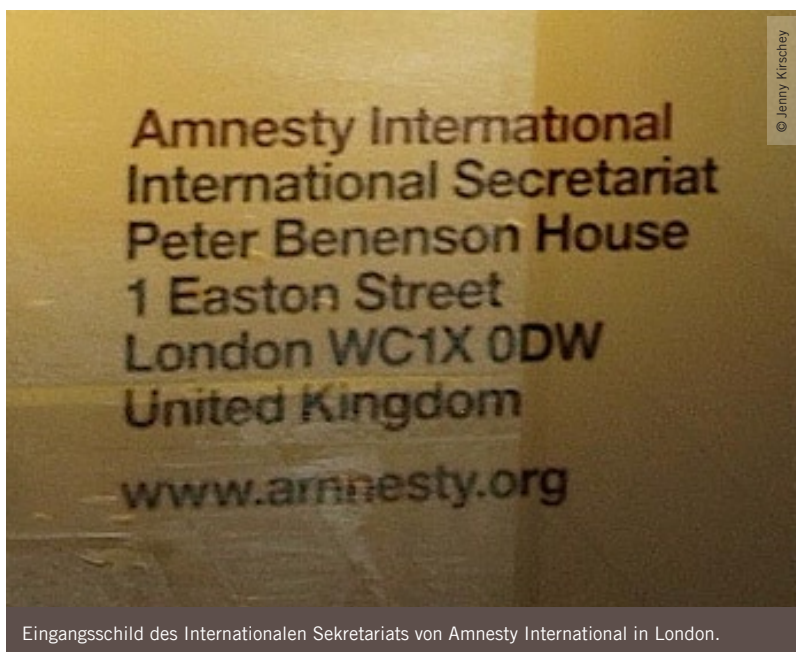 © Jenny Kirschey
Amnesty International
International Secretariat
Peter Benenson House
1 Easton Street
London WC1X 0DW
United Kingdom
www.amnesty.org
Eingangsschild des Internationalen Sekretariats von Amnesty International in London.